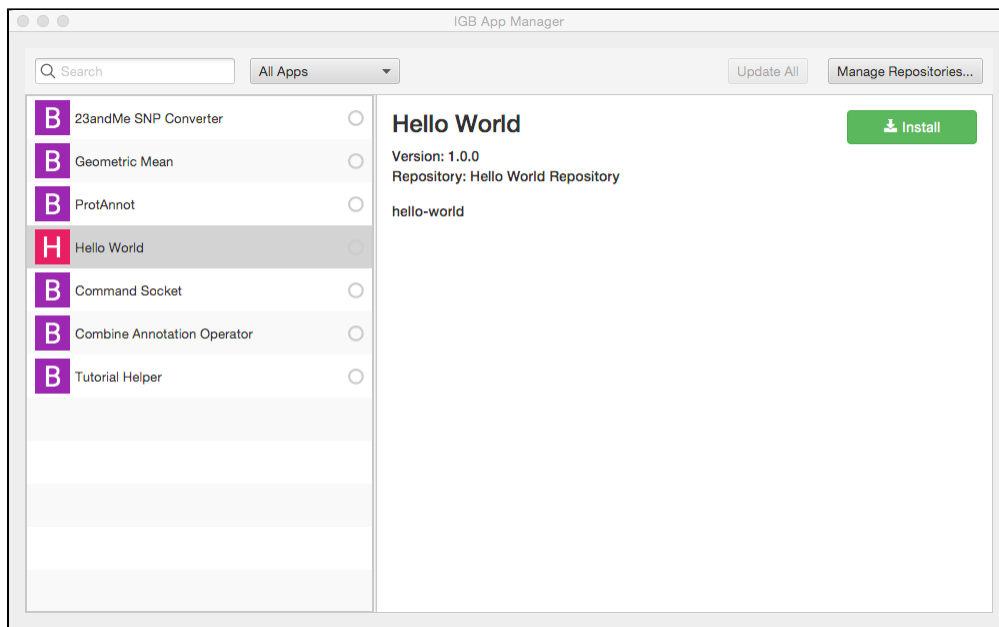 IGB App Manager
Search
All Apps
Update All
Manage Repositories...
B 23andMe SNP Converter
B Geometric Mean
B ProtAnnot
H Hello World
B Command Socket
B Combine Annotation Operator
B Tutorial Helper
Hello World
Install
Version: 1.0.0
Repository: Hello World Repository
hello-world